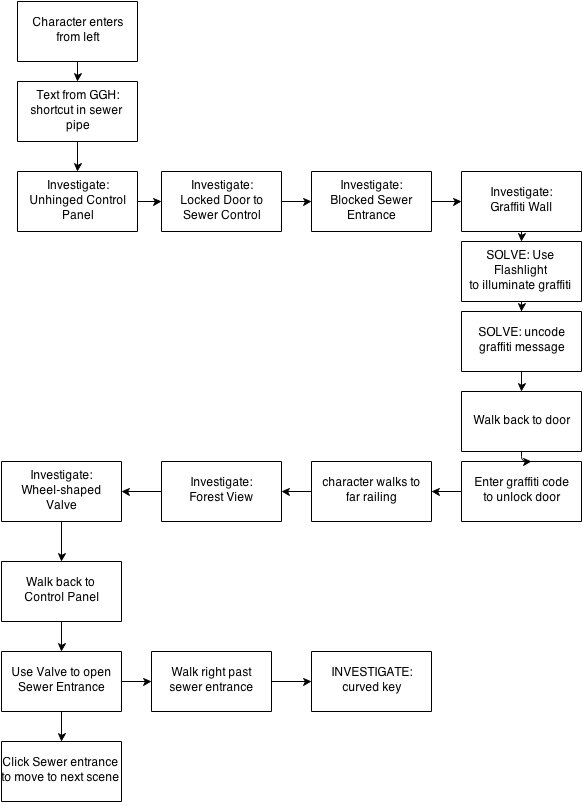 Character enters
from left
Text from GGH:
shortcut in sewer
pipe
Investigate:
Unhinged Control
Panel
Investigate:
Locked Door to
Sewer Control
Investigate:
Blocked Sewer
Entrance
Investigate:
Graffiti Wall
SOLVE: Use
Flashlight
to illuminate graffiti
SOLVE: uncode
graffiti message
Walk back to door
Enter graffiti code
to unlock door
character walks to
far railing
Investigate:
Forest View
Investigate:
Wheel-shaped
Valve
Walk back to
Control Panel
Use Valve to open
Sewer Entrance
Walk right past
sewer entrance
INVESTIGATE:
curved key
Click Sewer entrance
to move to next scene